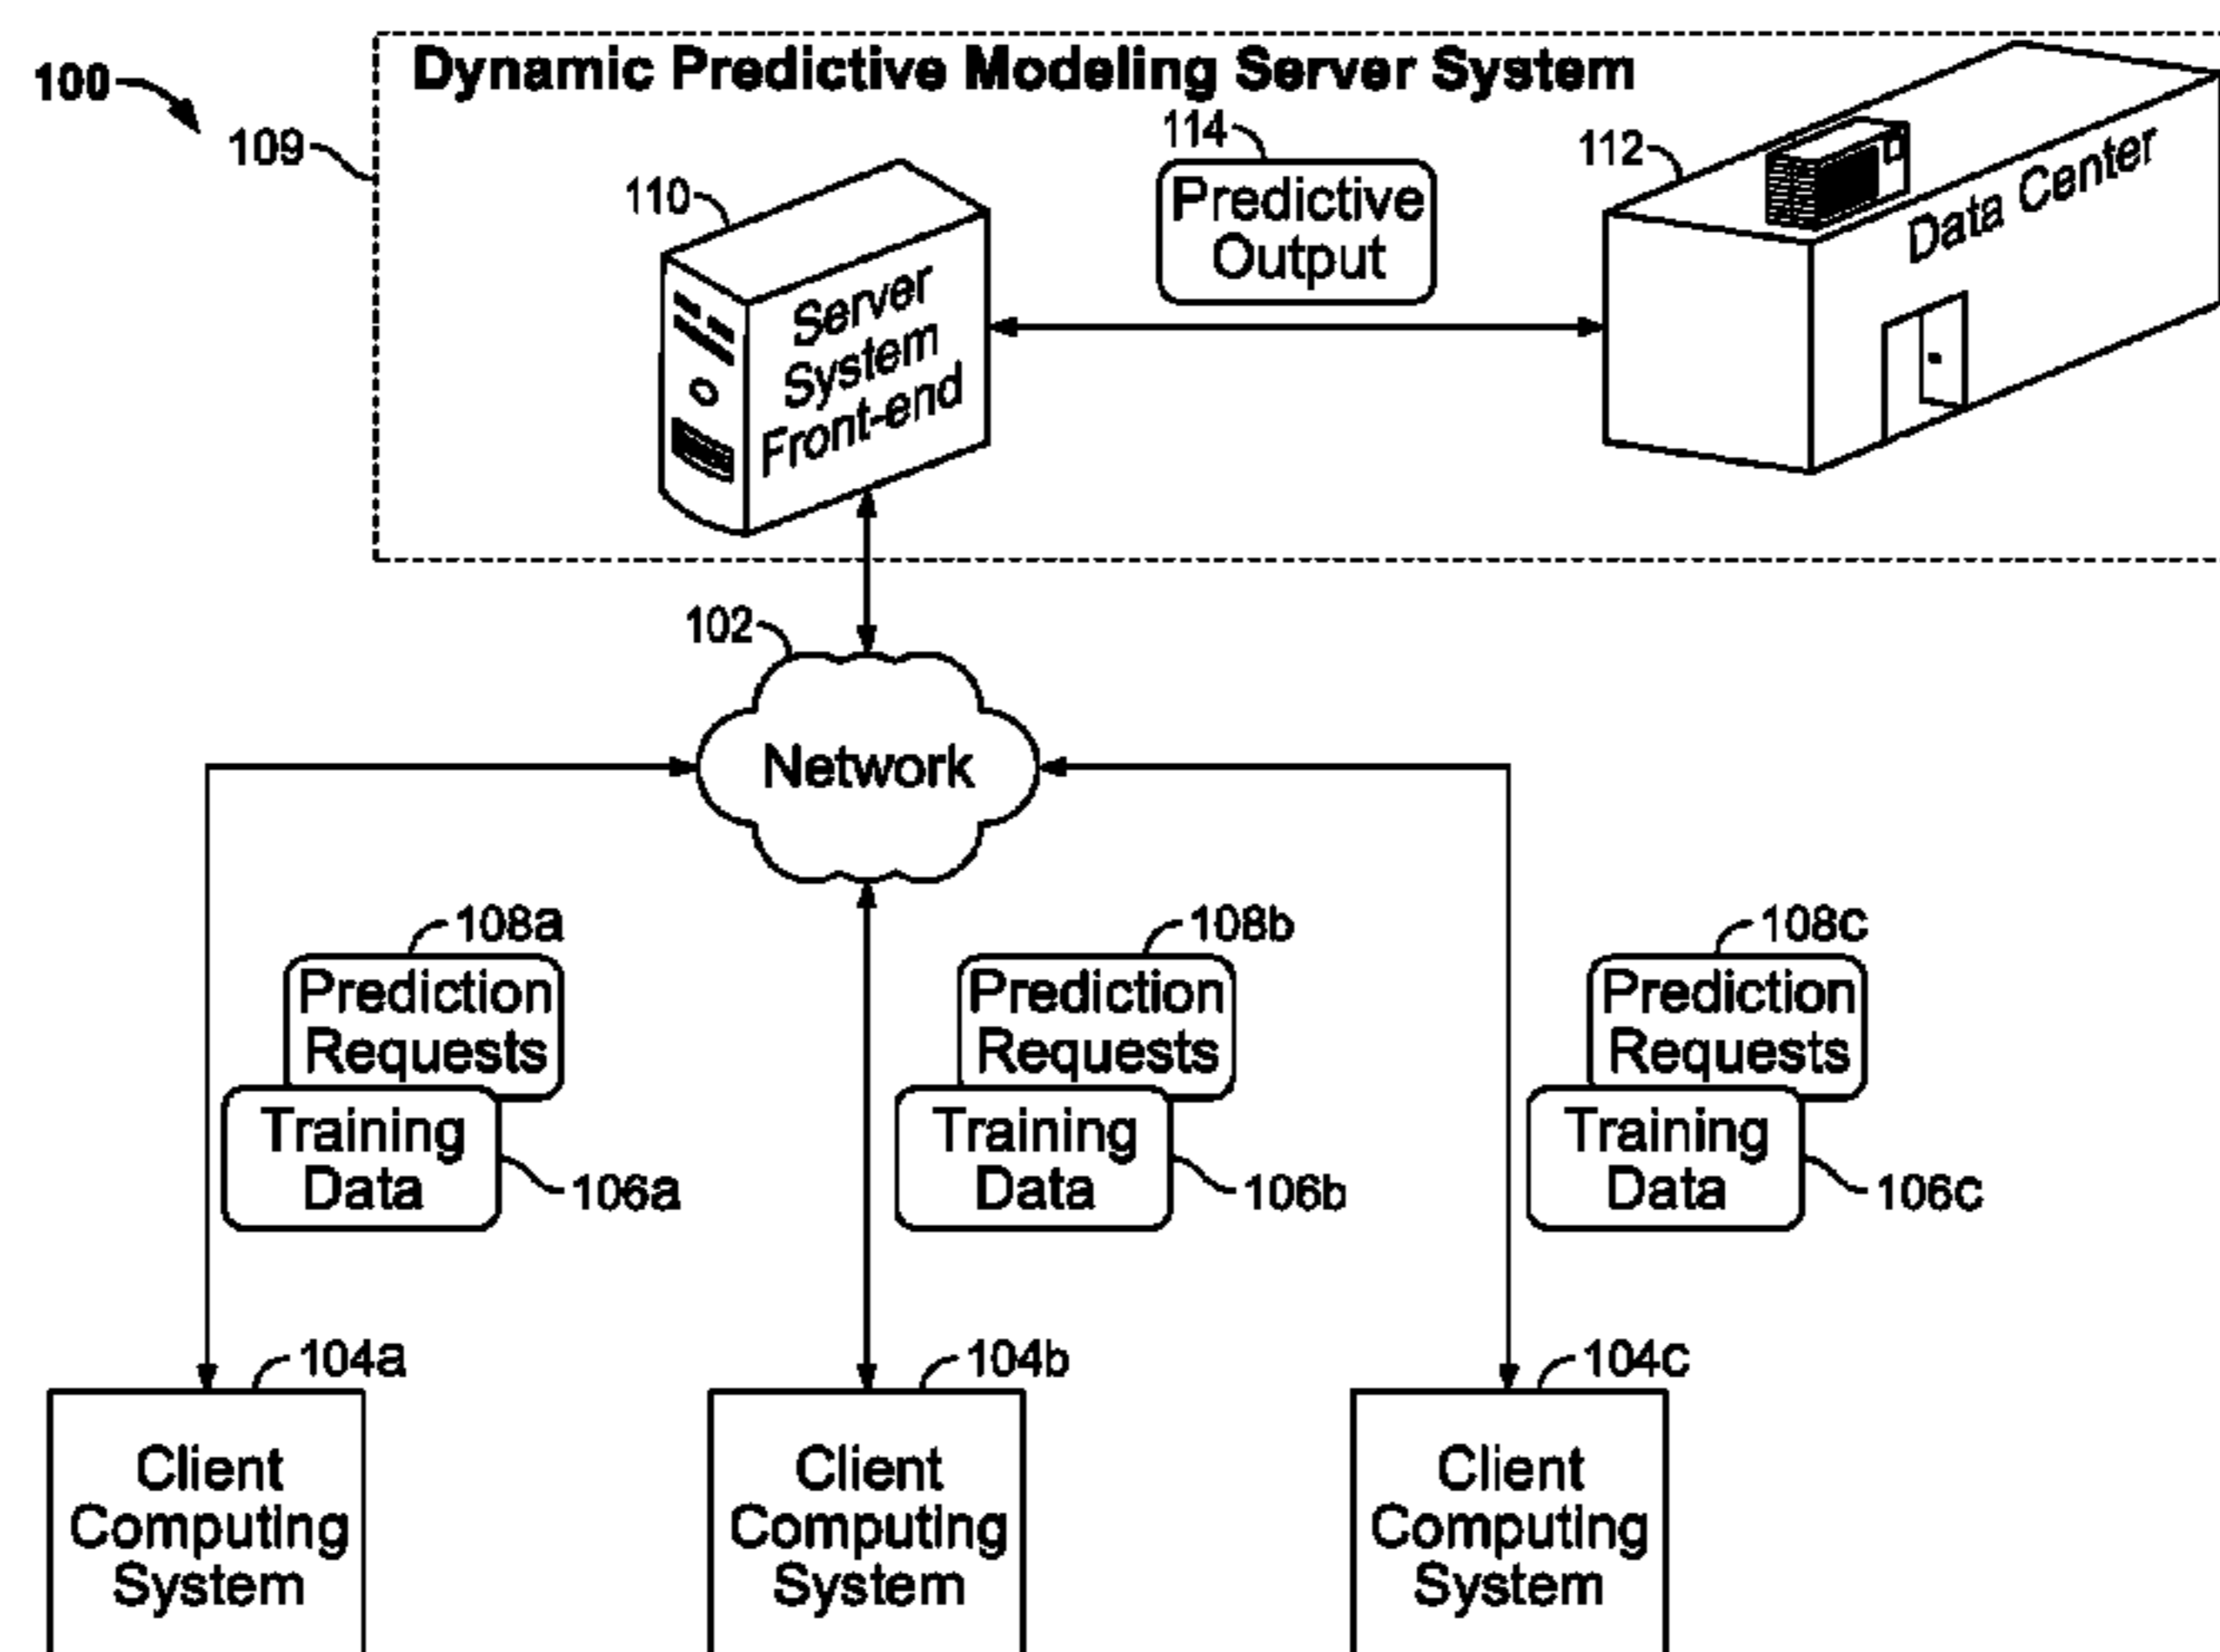 100
Dynamic Predictive Modeling Server System
109
110
114
112
Predictive
Output
Data Center
Server
System
Front-end
102
Network
108a
108b
108c
Prediction
Requests
Prediction
Requests
Prediction
Requests
Training
Data
Training
Data
Training
Data
106a
106b
106c
104a
104b
104c
Client
Computing
System
Client
Computing
System
Client
Computing
System